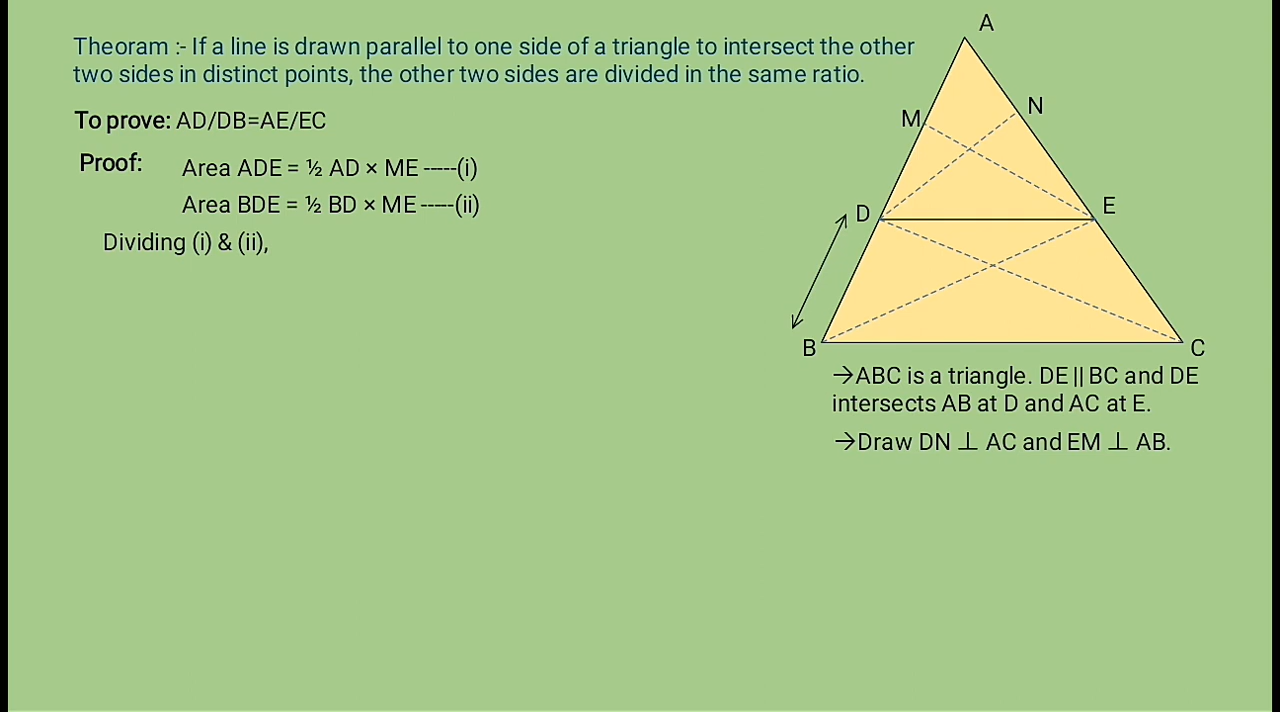 Theoram :- If a line is drawn parallel to one side of a triangle to intersect the other
two sides in distinct points, the other two sides are divided in the same ratio.
To prove: AD/DB=AE/EC
Proof:
Area ADE = ½ AD × ME -----(i)
Area BDE = ½ BD × ME -----(ii)
Dividing (i) & (ii),
A
N
M
D
E
B
C
→ABC is a triangle. DE || BC and DE
intersects AB at D and AC at E.
→Draw DN ⊥ AC and EM ⊥ AB.